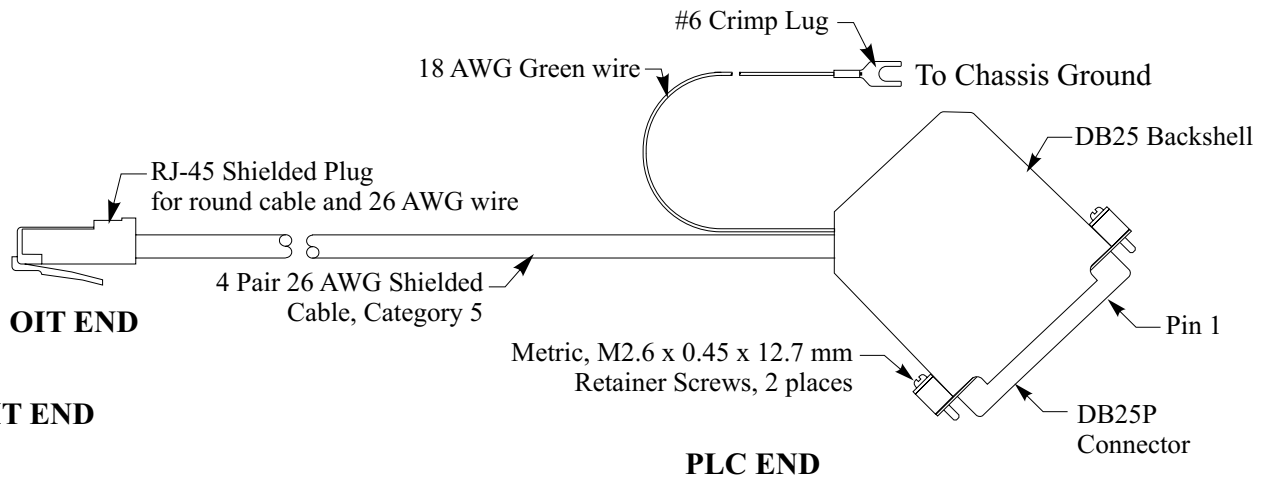 #6 Crimp Lug
18 AWG Green wire
To Chassis Ground
DB25 Backshell
RJ-45 Shielded Plug
for round cable and 26 AWG wire
4 Pair 26 AWG Shielded
Cable, Category 5
OIT END
Pin 1
Metric, M2.6 x 0.45 x 12.7 mm
Retainer Screws, 2 places
IT END
DB25P
Connector
PLC END